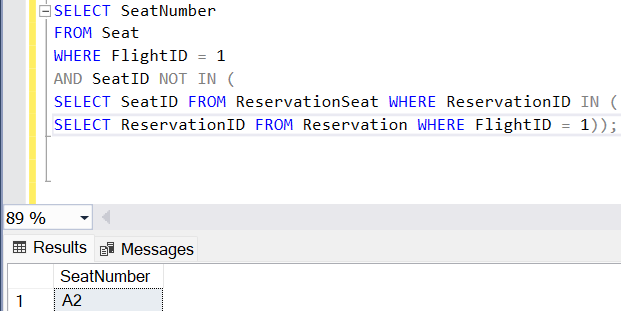 SELECT SeatNumber
FROM Seat
WHERE FlightID = 1
AND SeatID NOT IN (
SELECT SeatID FROM ReservationSeat WHERE ReservationID IN (
SELECT ReservationID FROM Reservation WHERE FlightID = 1));
89 %
Results Messages
SeatNumber
1 A2